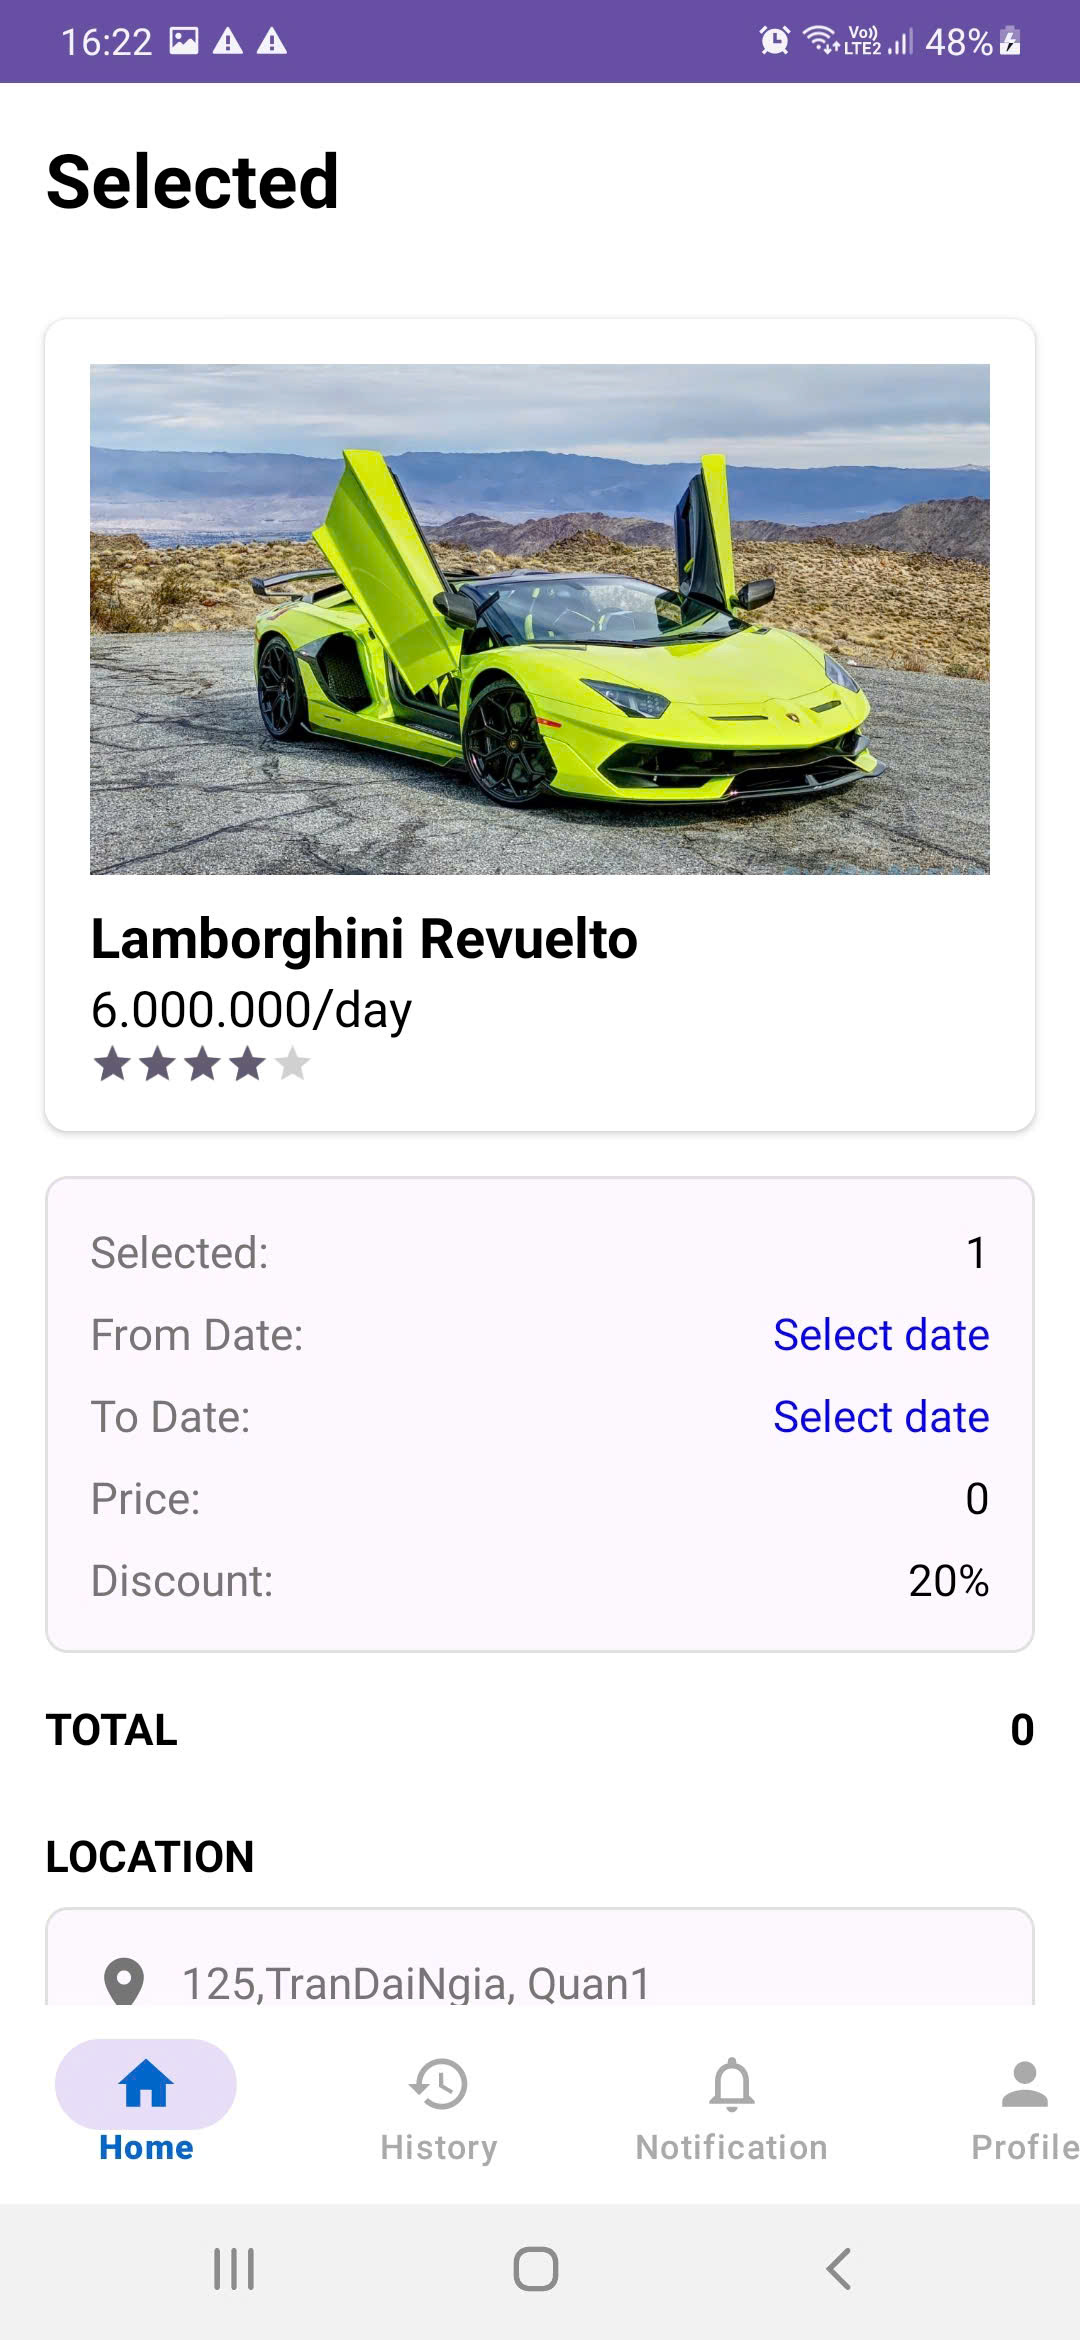 16:22 Vo)) LTE2 48%
Selected
Lamborghini Revuelto
6.000.000/day
Selected: 1
From Date: Select date
To Date: Select date
Price: 0
Discount: 20%
TOTAL 0
LOCATION
125,TranDaiNgia, Quan1
Home History Notification Profile